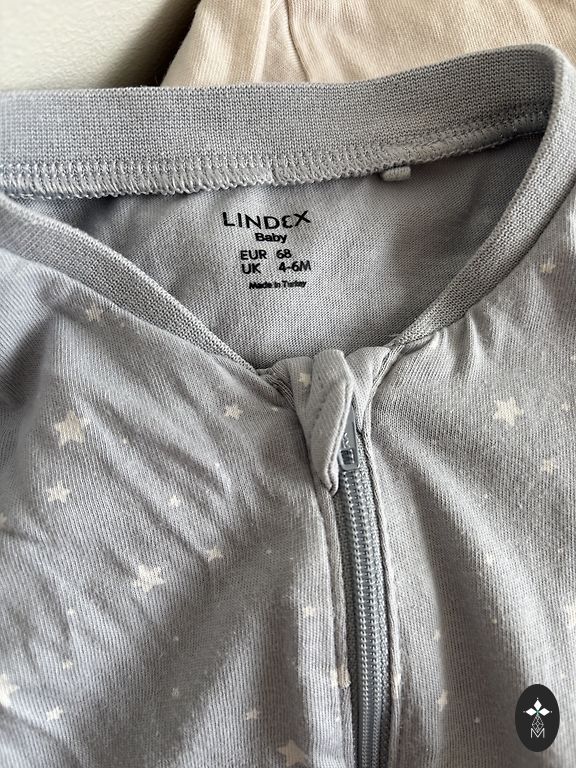 LINDEX
Baby
EUR 68
UK 4-6M
Made in Turkey